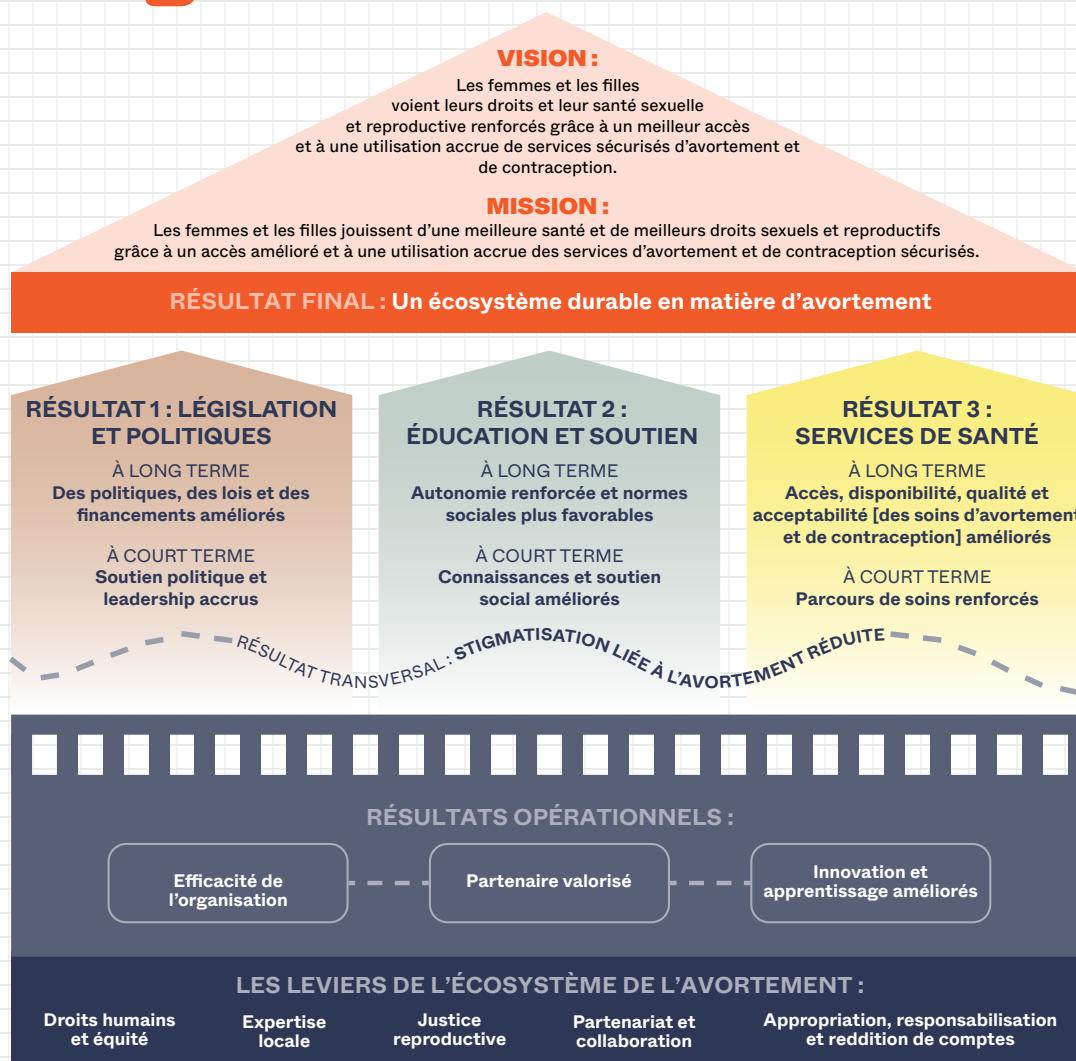 VISION :
Les femmes et les filles
voient leurs droits et leur santé sexuelle
et reproductive renforcés grâce à un meilleur accès
et à une utilisation accrue de services sécurisés d’avortement et
de contraception.
MISSION :
Les femmes et les filles jouissent d’une meilleure santé et de meilleurs droits sexuels et reproductifs
grâce à un accès amélioré et à une utilisation accrue des services d’avortement et de contraception sécurisés.
RÉSULTAT FINAL : Un écosystème durable en matière d’avortement
RÉSULTAT 1 : LÉGISLATION
ET POLITIQUES
À LONG TERME
Des politiques, des lois et des
financements améliorés
À COURT TERME
Soutien politique et
leadership accrus
RÉSULTAT 2 :
ÉDUCATION ET SOUTIEN
À LONG TERME
Autonomie renforcée et normes
sociales plus favorables
À COURT TERME
Connaissances et soutien
social améliorés
RÉSULTAT 3 :
SERVICES DE SANTÉ
À LONG TERME
Accès, disponibilité, qualité et
acceptabilité [des soins d’avortement
et de contraception] améliorés
À COURT TERME
Parcours de soins renforcés
RÉSULTAT TRANSVERSAL : STIGMATISATION LIÉE À L’AVORTEMENT RÉDUITE
RÉSULTATS OPÉRATIONNELS :
Efficacité de
l’organisation
Partenaire valorisé
Innovation et
apprentissage améliorés
LES LEVIERS DE L’ÉCOSYSTÈME DE L’AVORTEMENT :
Droits humains
et équité
Expertise
locale
Justice
reproductive
Partenariat et
collaboration
Appropriation, responsabilisation
et reddition de comptes